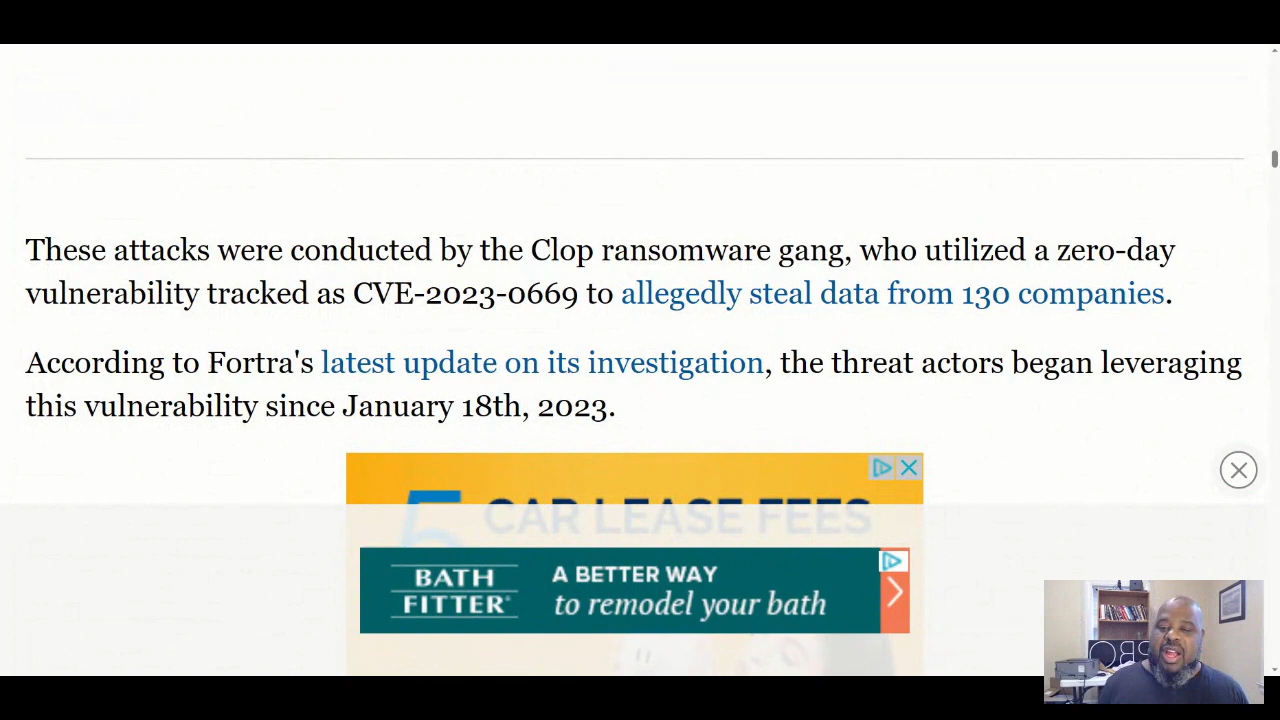 These attacks were conducted by the Clop ransomware gang, who utilized a zero-day
vulnerability tracked as CVE-2023-0669 to allegedly steal data from 130 companies.
According to Fortra's latest update on its investigation, the threat actors began leveraging
this vulnerability since January 18th, 2023.
5 CAR LEASE FEES
BATH
FITTER®
A BETTER WAY
to remodel your bath